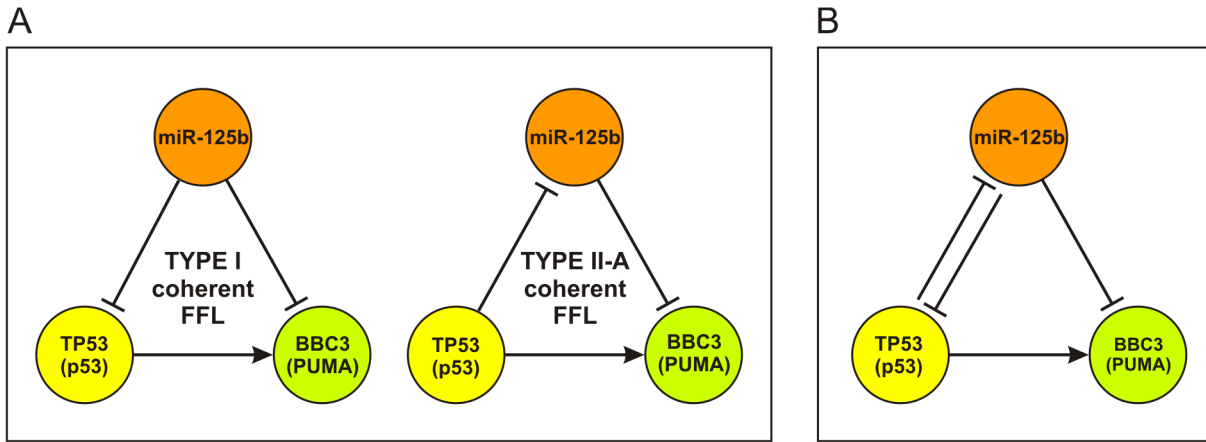 A
miR-125b
TYPE I
coherent
FFL
TP53
(p53)
BBC3
(PUMA)
miR-125b
TYPE II-A
coherent
FFL
TP53
(p53)
BBC3
(PUMA)
B
miR-125b
TP53
(p53)
BBC3
(PUMA)